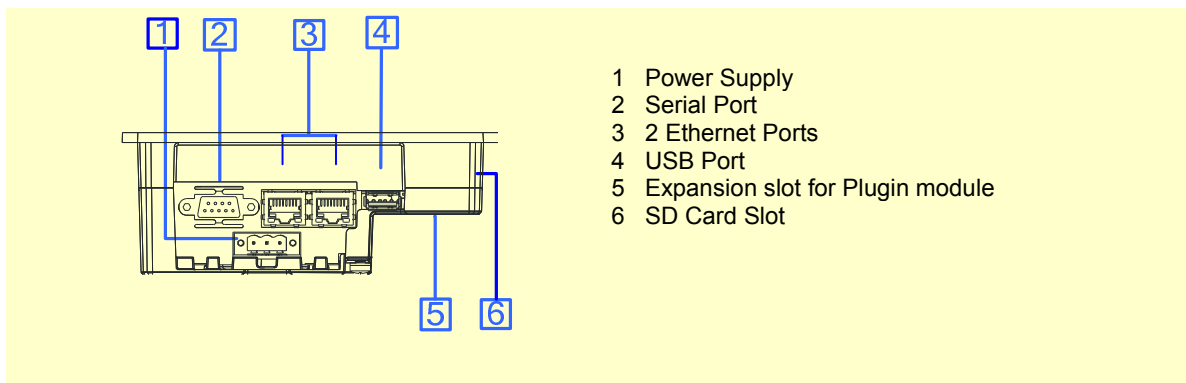 1 2 3 4
1 Power Supply
2 Serial Port
3 2 Ethernet Ports
4 USB Port
5 Expansion slot for Plugin module
6 SD Card Slot
5 6